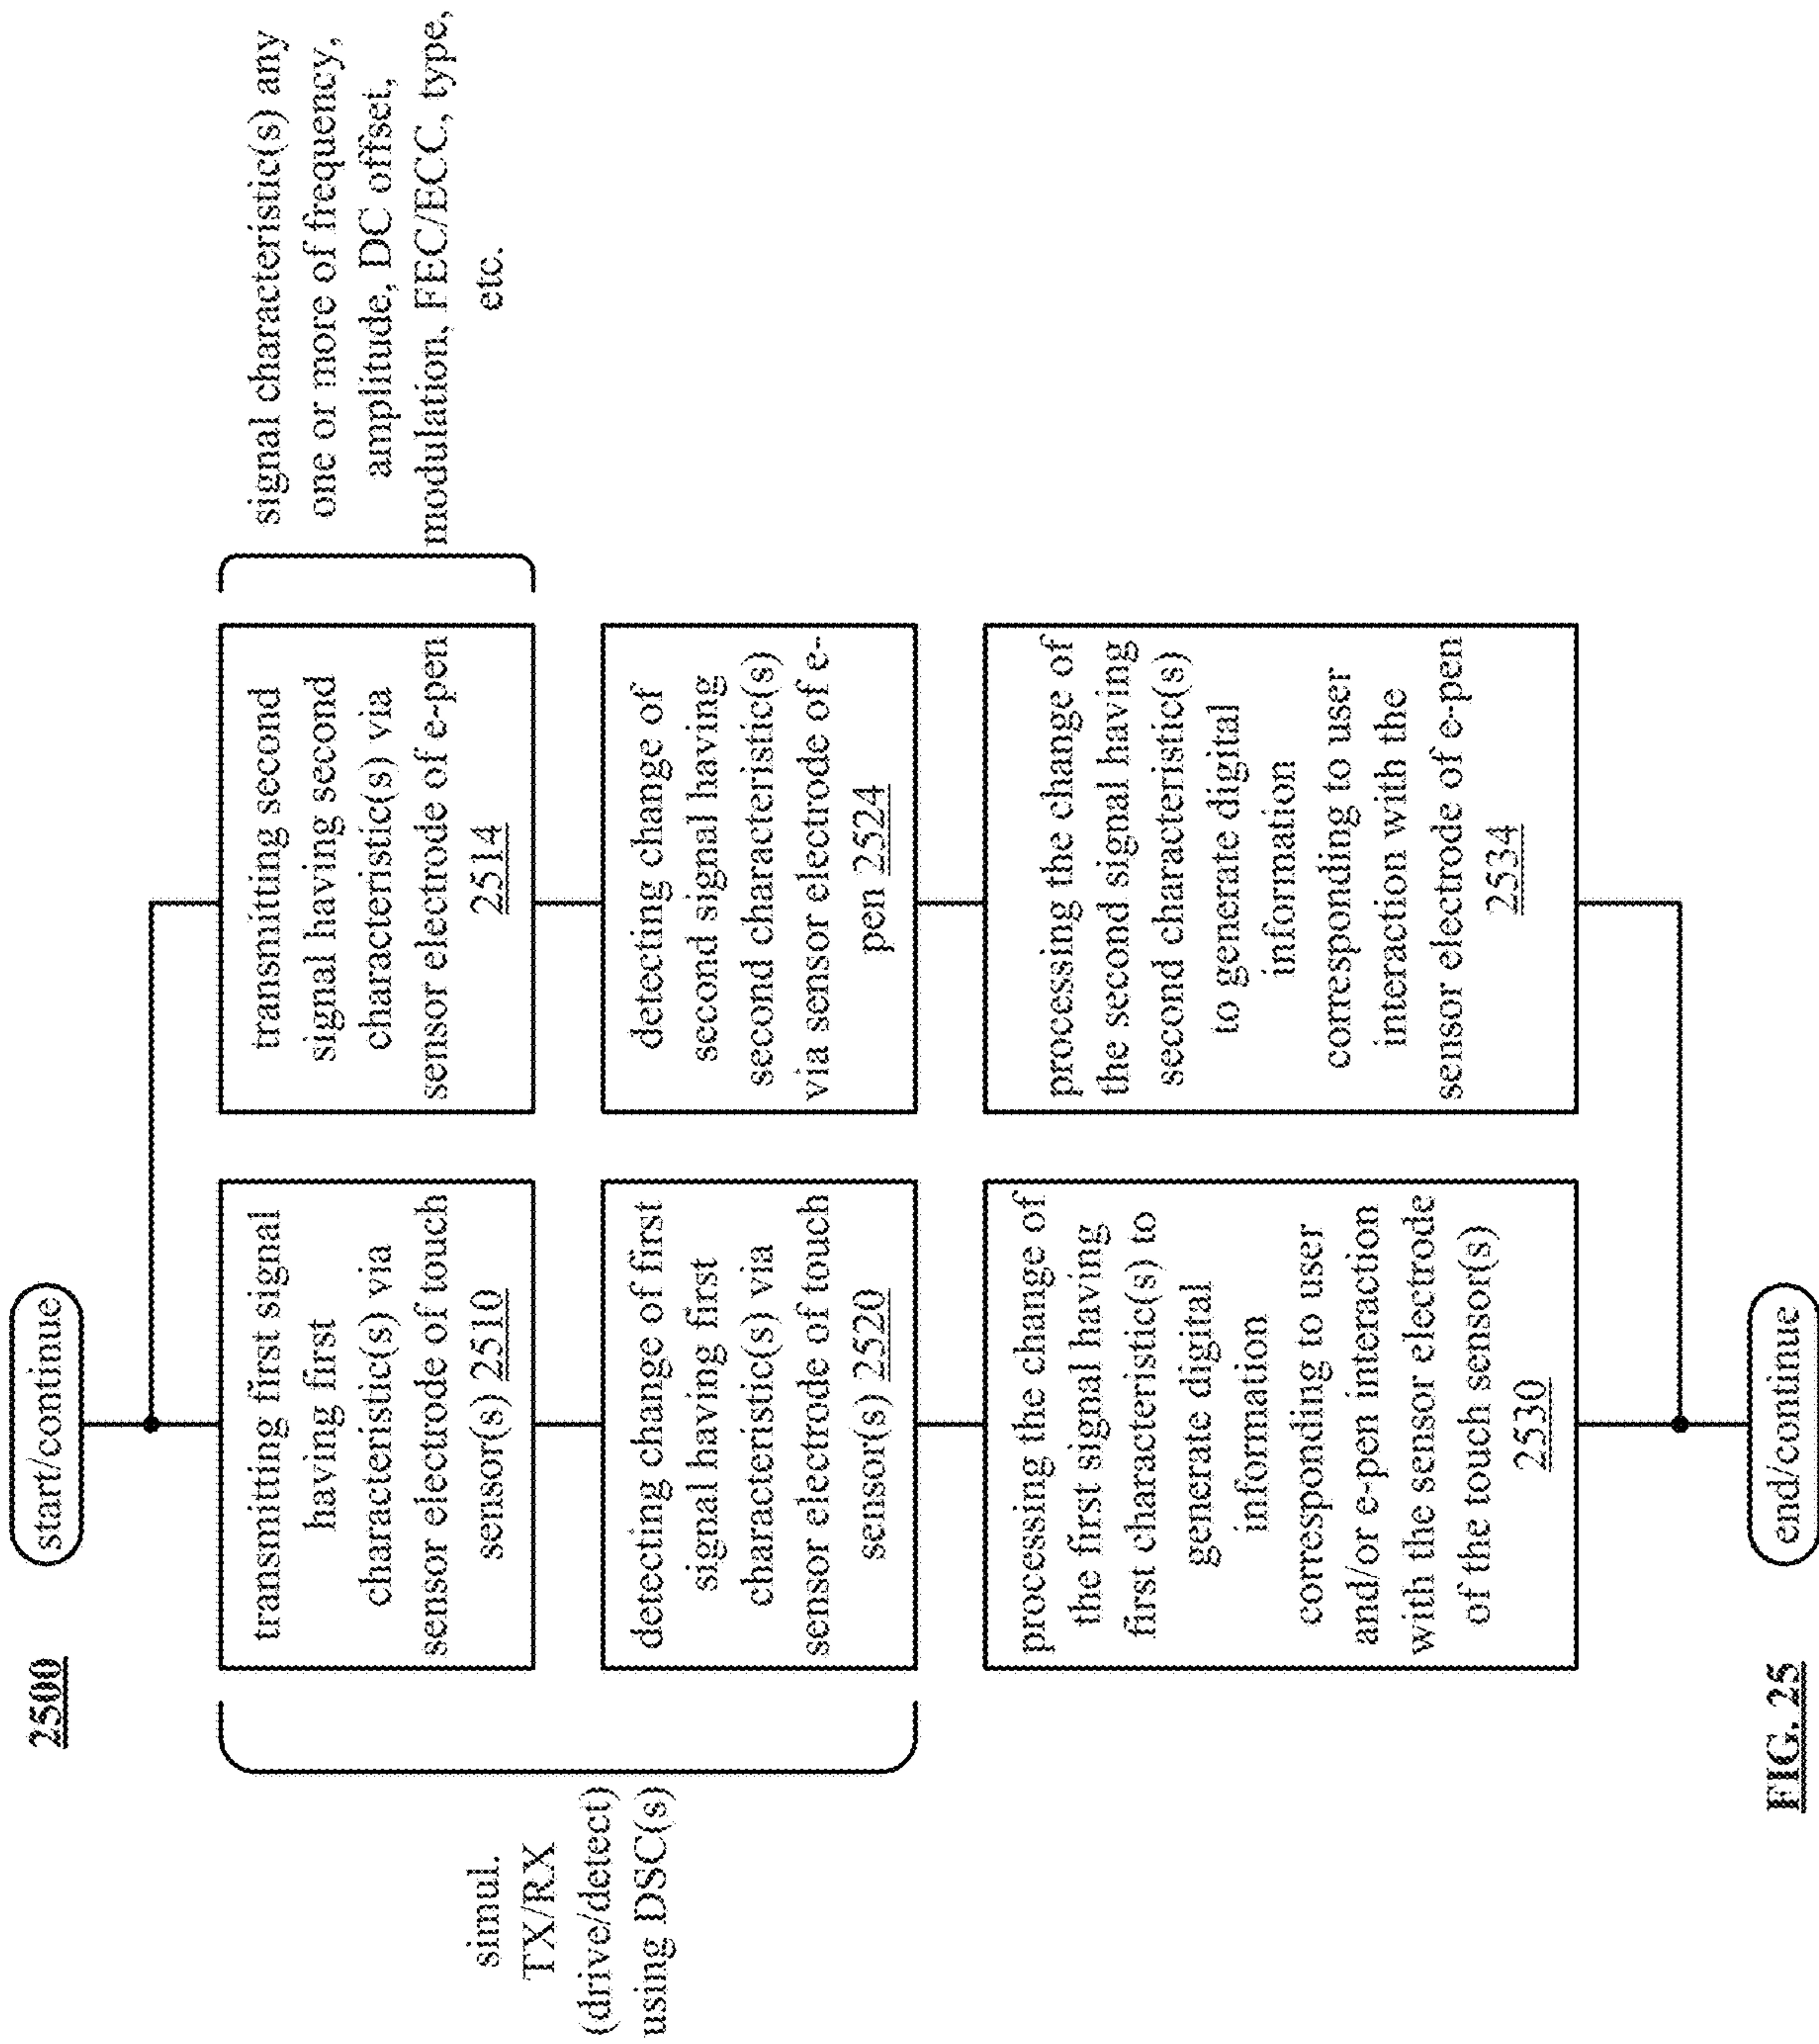 2500
start/continue
simul.
TX/RX
(drive/detect)
using DSC(s)
transmitting first signal
having first
characteristic(s) via
sensor electrode of touch
sensor(s) 2510
detecting change of first
signal having first
characteristic(s) via
sensor electrode of touch
sensor(s) 2520
processing the change of
the first signal having
first characteristic(s) to
generate digital
information
corresponding to user
and/or e-pen interaction
with the sensor electrode
of the touch sensor(s)
2530
transmitting second
signal having second
characteristic(s) via
sensor electrode of e-pen
2514
detecting change of
second signal having
second characteristic(s)
via sensor electrode of e-
pen 2524
processing the change of
the second signal having
second characteristic(s)
to generate digital
information
corresponding to user
interaction with the
sensor electrode of e-pen
2534
signal characteristic(s) any
one or more of frequency,
amplitude, DC offset,
modulation, FEC/ECC, type,
etc.
end/continue
FIG. 25